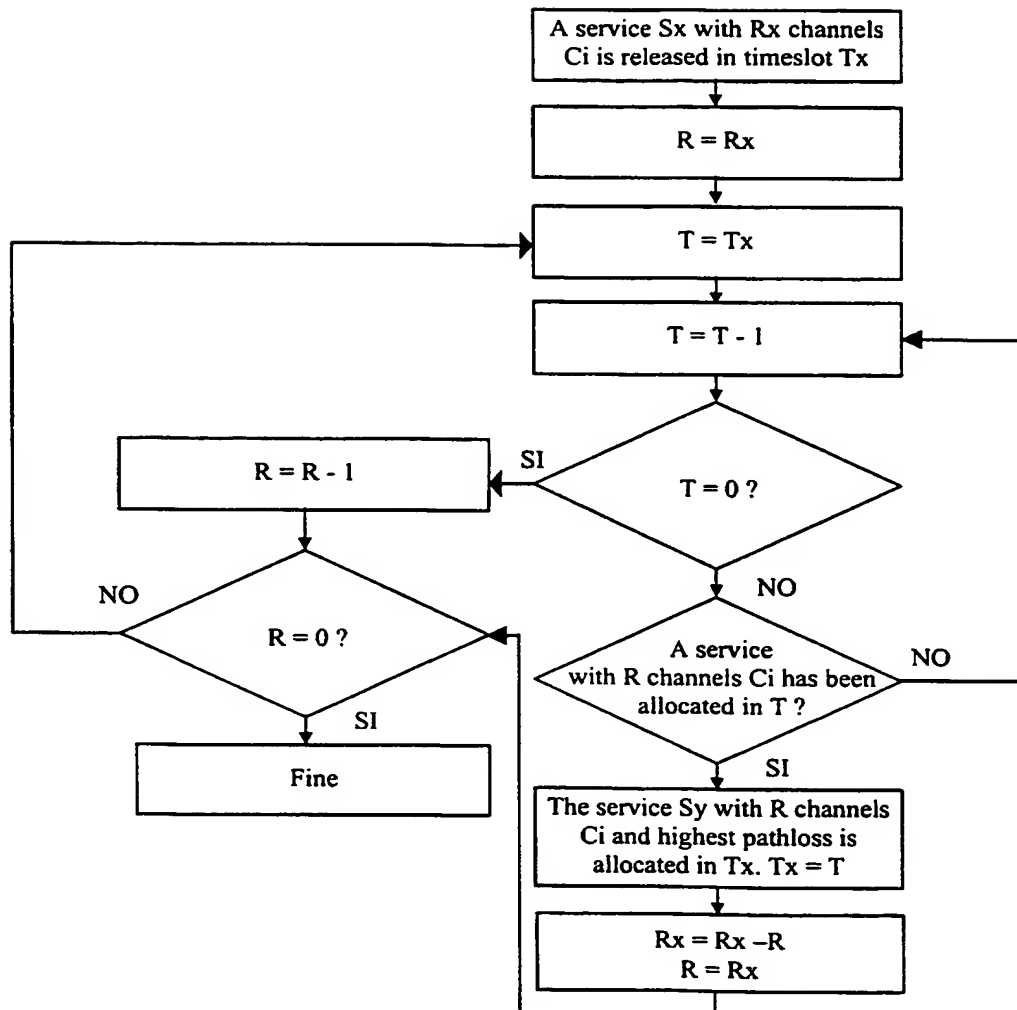 A service Sx with Rx channels
Ci is released in timeslot Tx
R = Rx
T = Tx
T = T - 1
T = 0 ?
SI
R = R - 1
NO
R = 0 ?
SI
Fine
NO
A service
with R channels Ci has been
allocated in T ?
NO
SI
The service Sy with R channels
Ci and highest pathloss is
allocated in Tx. Tx = T
Rx = Rx –R
R = Rx